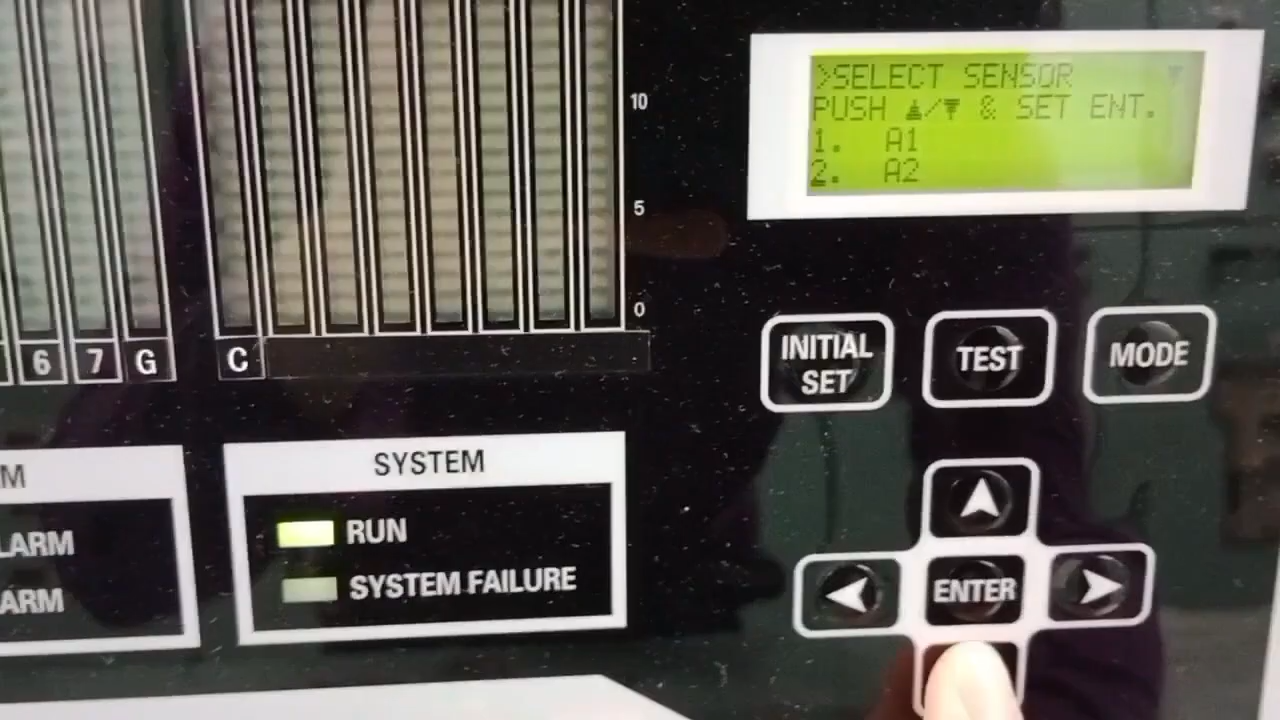 10
5
0
6 7 G C
>SELECT SENSOR ▼
PUSH ▲/▼ & SET ENT.
1. A1
2. A2
INITIAL
SET
TEST
MODE
SYSTEM
RUN
SYSTEM FAILURE
M
LARM
ARM
ENTER